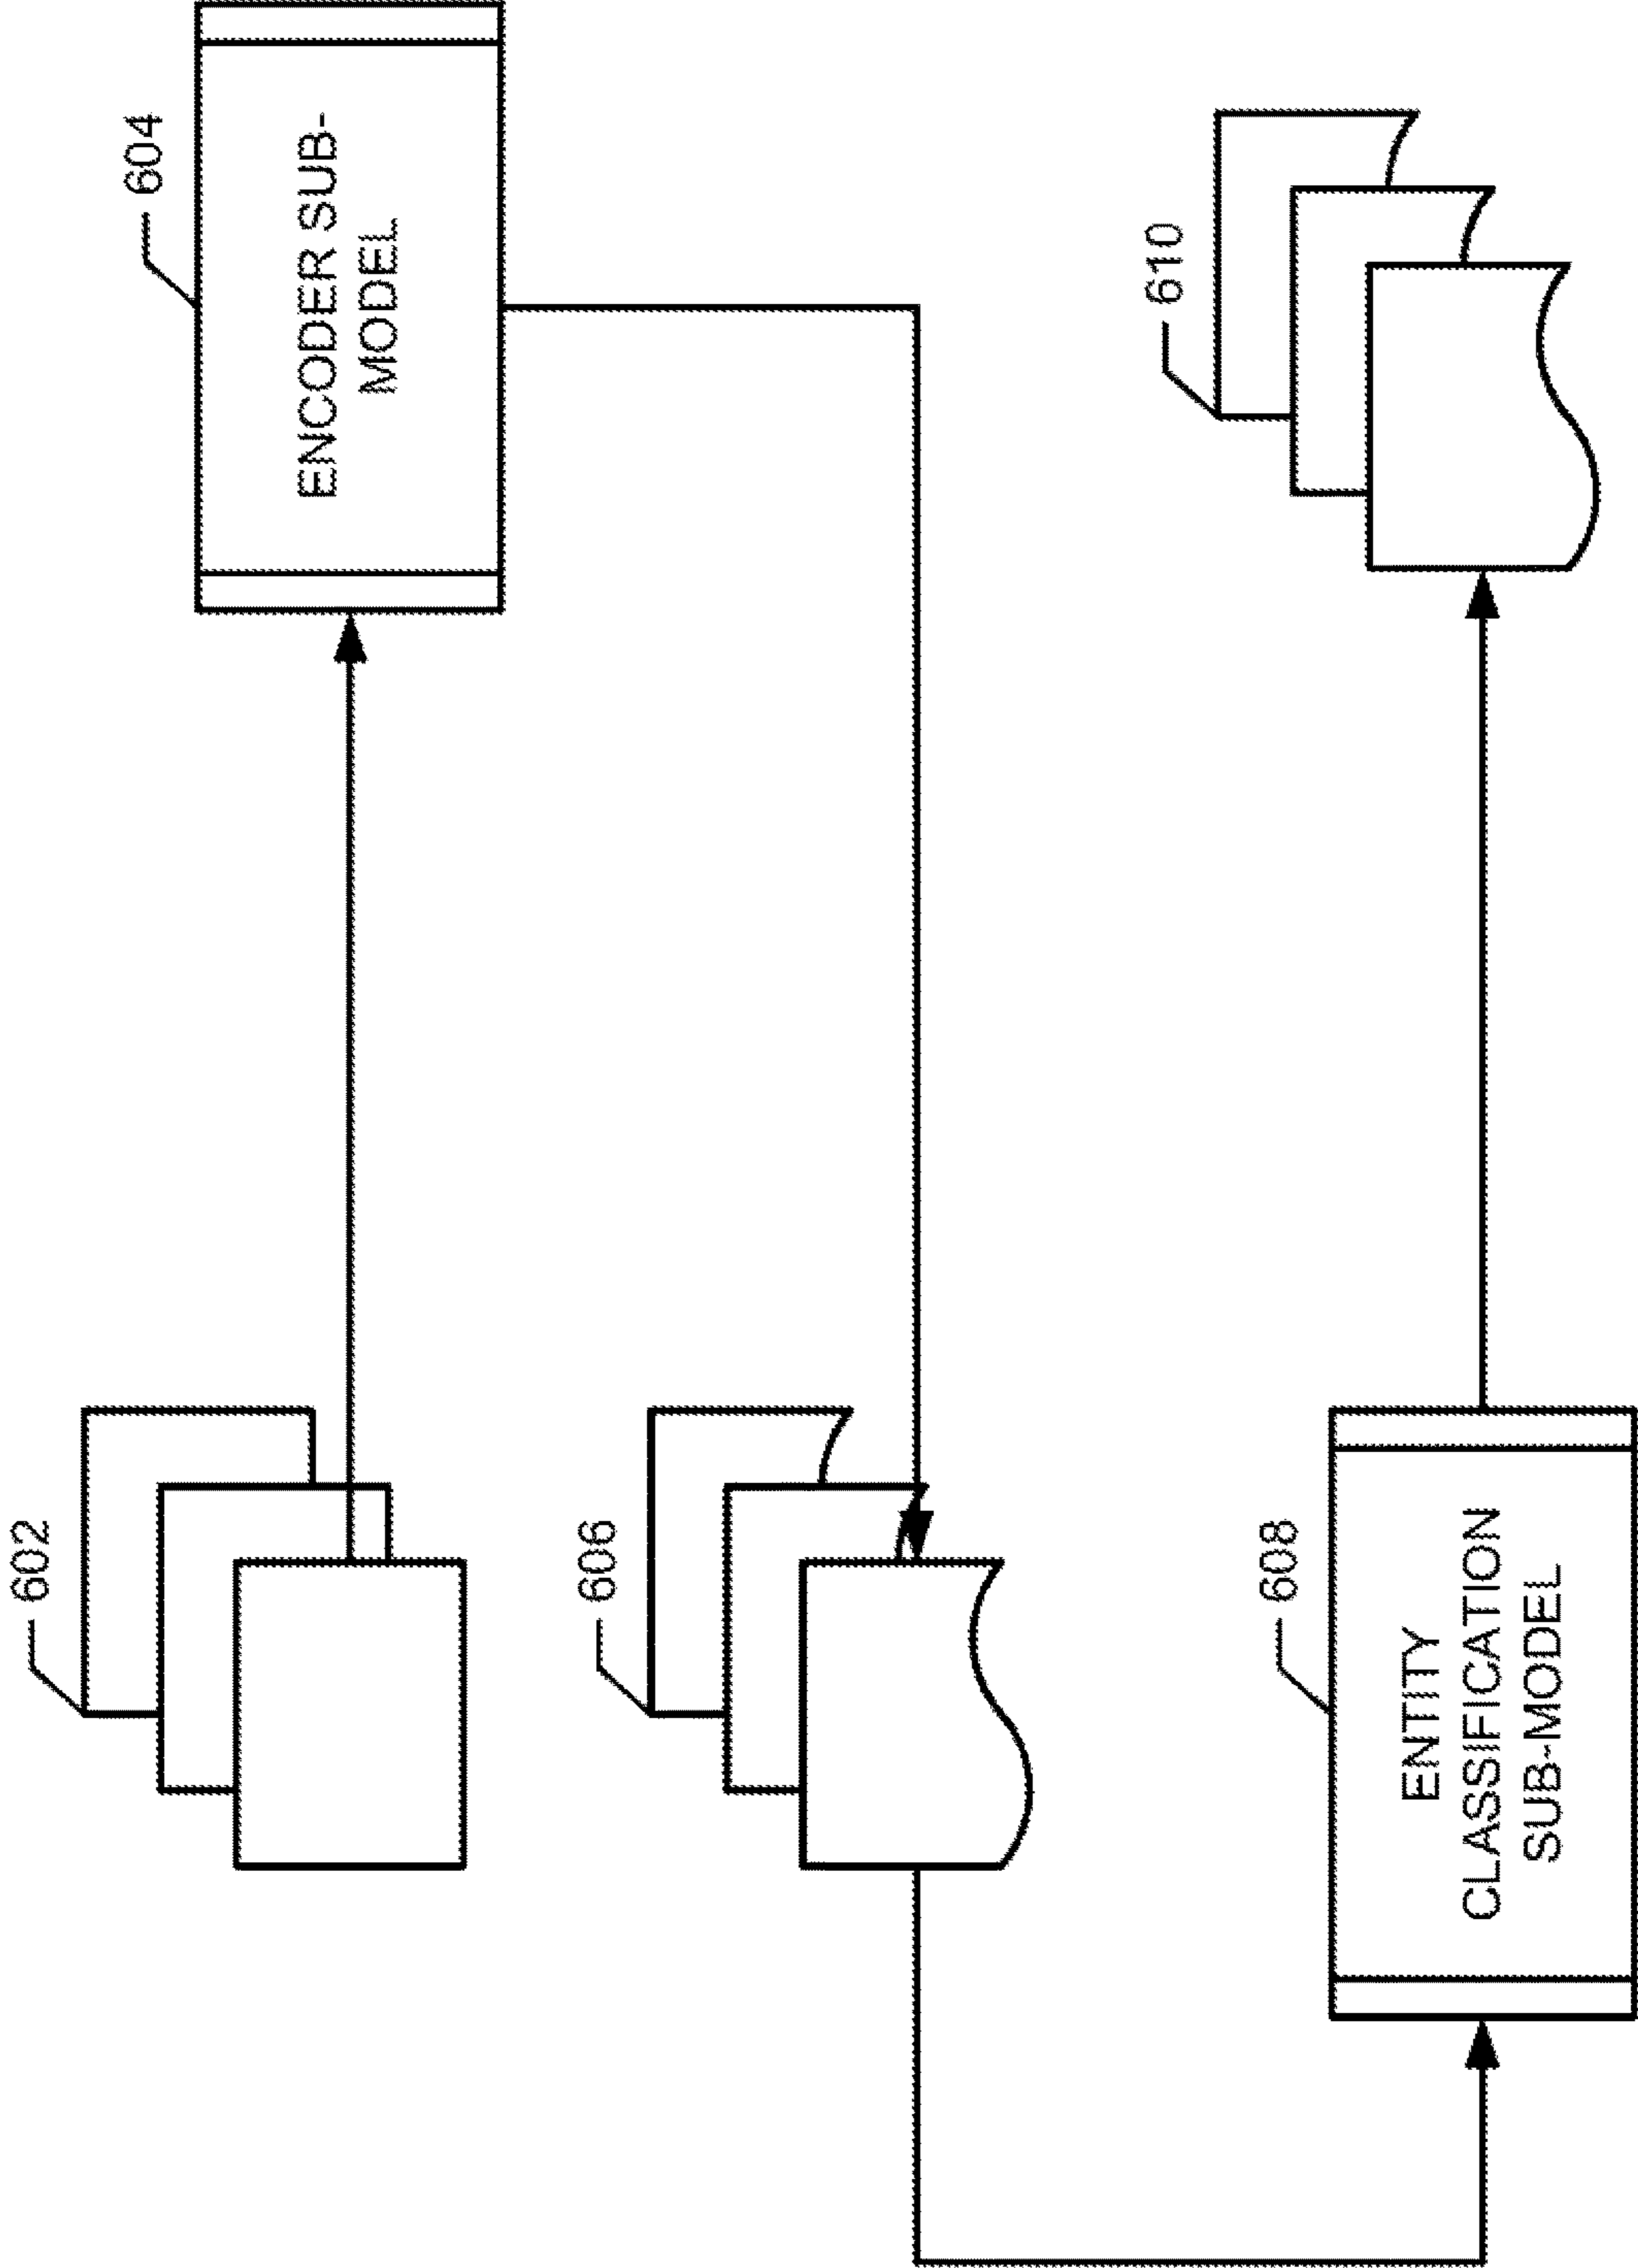 602
604
ENCODER SUB-
MODEL
606
608
ENTITY
CLASSIFICATION
SUB-MODEL
610